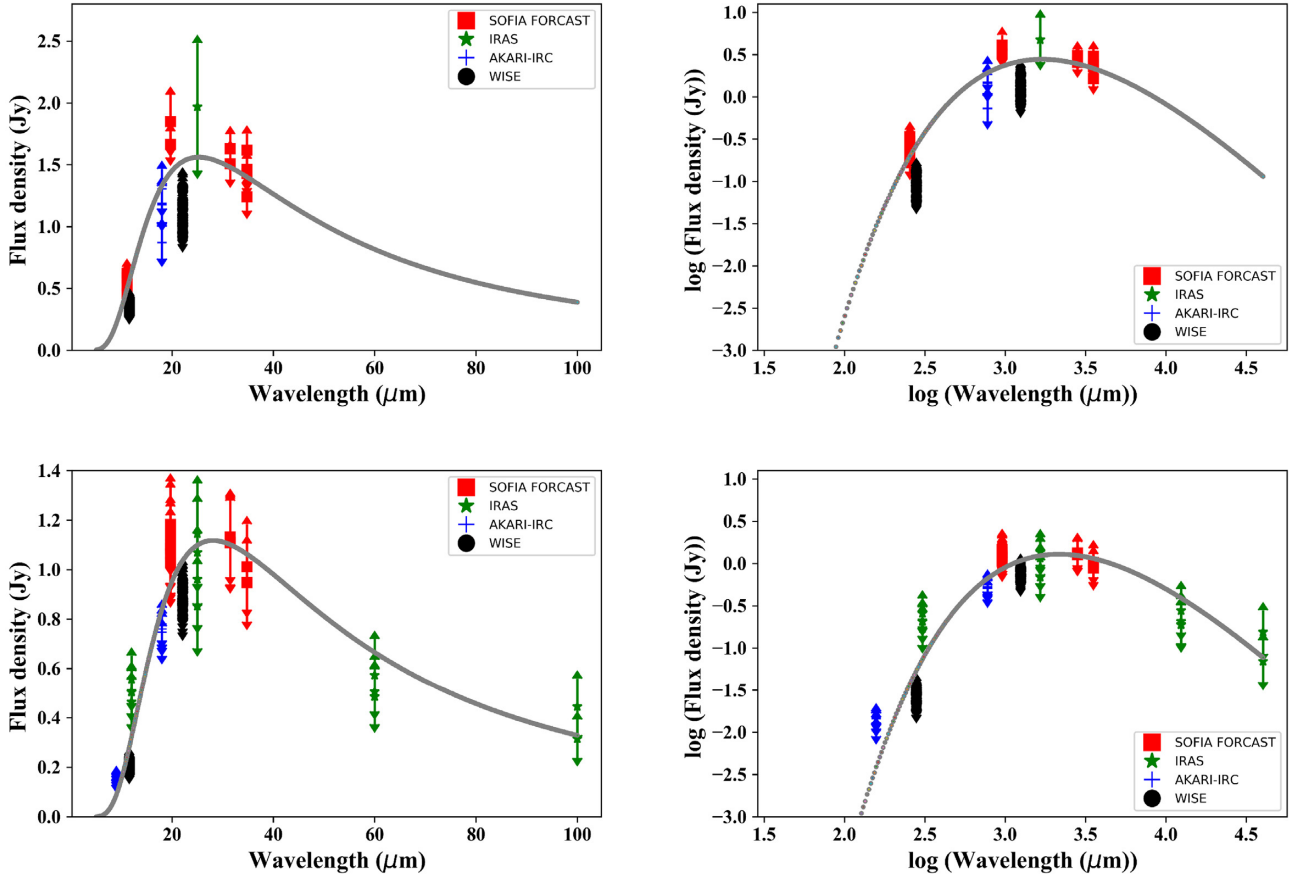 SOFIA FORCAST
IRAS
AKARI-IRC
WISE
2.5
2.0
1.5
1.0
0.5
0.0
Flux density (Jy)
20
40
60
80
100
Wavelength (μm)
1.0
0.5
0.0
−0.5
−1.0
−1.5
−2.0
−2.5
−3.0
log (Flux density (Jy))
SOFIA FORCAST
IRAS
AKARI-IRC
WISE
1.5
2.0
2.5
3.0
3.5
4.0
4.5
log (Wavelength (μm))
1.4
1.2
1.0
0.8
0.6
0.4
0.2
0.0
Flux density (Jy)
SOFIA FORCAST
IRAS
AKARI-IRC
WISE
20
40
60
80
100
Wavelength (μm)
1.0
0.5
0.0
−0.5
−1.0
−1.5
−2.0
−2.5
−3.0
log (Flux density (Jy))
SOFIA FORCAST
IRAS
AKARI-IRC
WISE
1.5
2.0
2.5
3.0
3.5
4.0
4.5
log (Wavelength (μm))